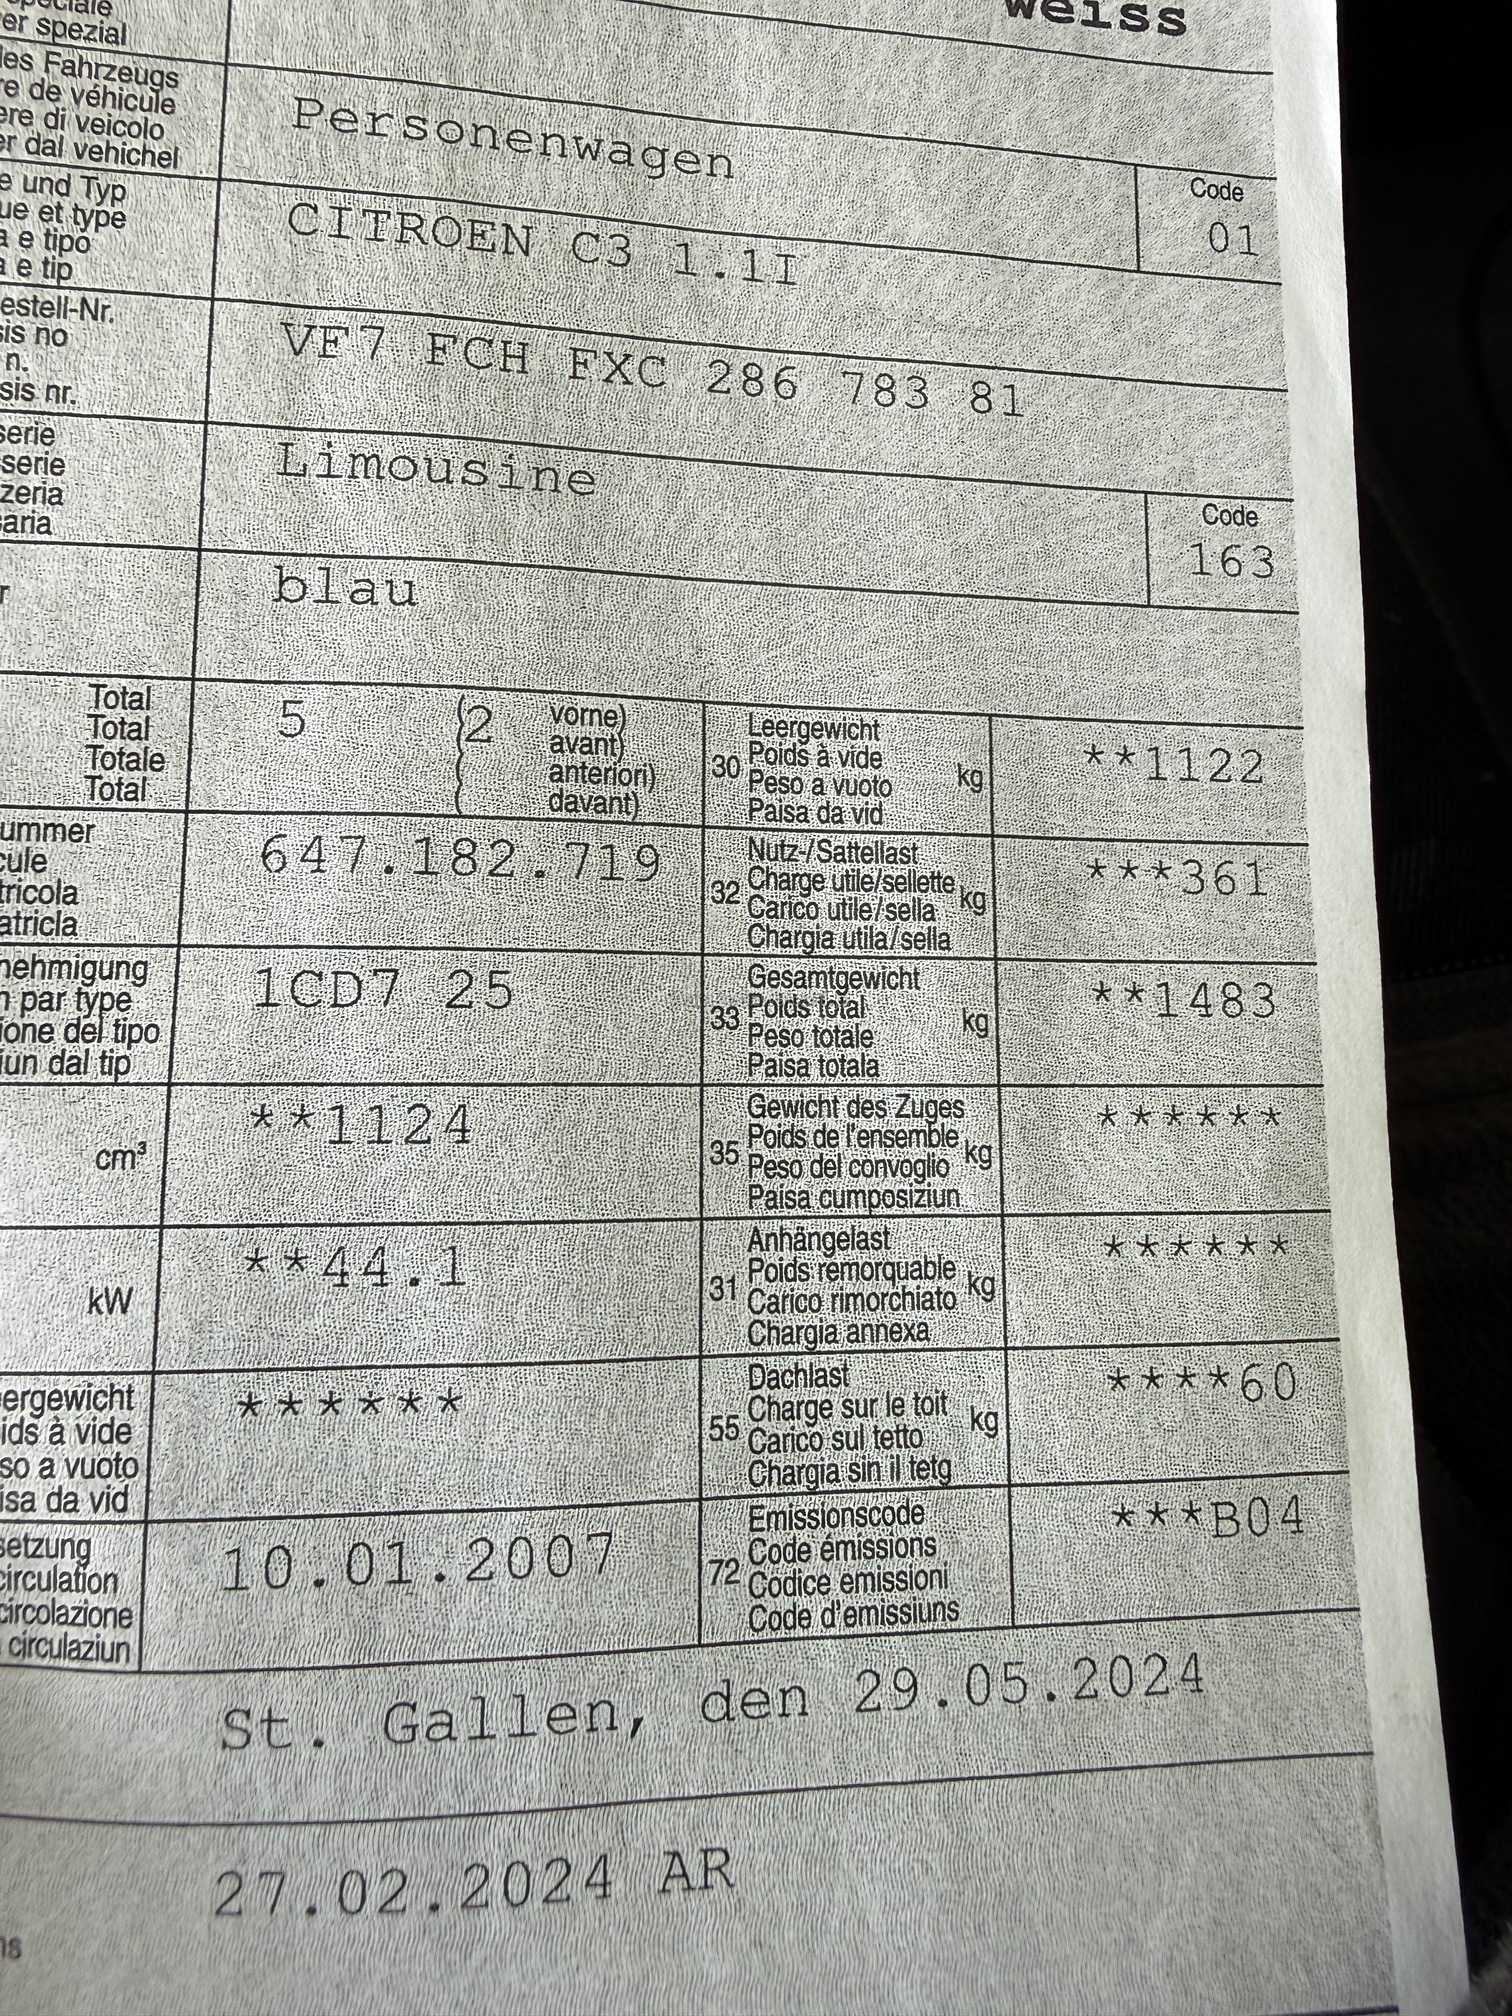 weiss
er spezial
des Fahrzeugs
re de véhicule
ere di veicolo
er dal vehichel
Personenwagen
Code
01
e und Typ
ue et type
a e tipo
a e tip
CITROEN C3 1.1I
estell-Nr.
sis no
n.
sis nr.
VF7 FCH FXC 286 783 81
serie
serie
zeria
saria
Limousine
Code
163
r
blau
Total
Total
Totale
Total
5 (2
vorne)
avant)
anteriori)
davant)
30 Leergewicht
Poids à vide kg
Peso a vuoto
Paisa da vid
**1122
ummer
cule
tricola
atricla
647.182.719
32 Nutz-/Sattellast
Charge utile/sellette kg
Carico utile/sella
Chargia utila/sella
***361
nehmigung
n par type
ione del tipo
iun dal tip
1CD7 25
33 Gesamtgewicht
Poids total kg
Peso totale
Paisa totala
**1483
cm³
**1124
35 Gewicht des Zuges
Poids de l'ensemble kg
Peso del convoglio
Paisa cumposiziun
******
kW
**44.1
31 Anhängelast
Poids remorquable kg
Carico rimorchiato
Chargia annexa
******
ergewicht
ids à vide
so a vuoto
isa da vid
******
55 Dachlast
Charge sur le toit kg
Carico sul tetto
Chargia sin il tetg
****60
setzung
circulation
circolazione
circulaziun
10.01.2007
72 Emissionscode
Code émissions
Codice emissioni
Code d'emissiuns
***B04
St. Gallen, den 29.05.2024
27.02.2024 AR
ns